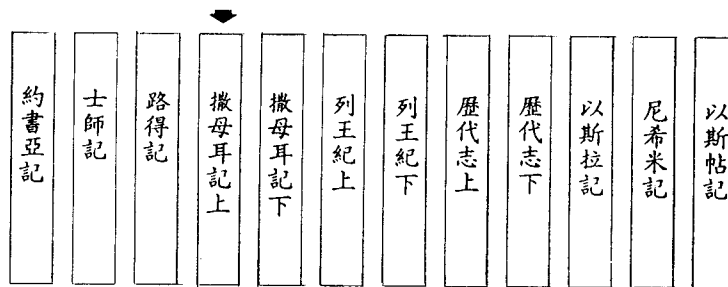 約書亞記
士師記
路得記
撒母耳記上
撒母耳記下
列王紀上
列王紀下
歷代志上
歷代志下
以斯拉記
尼希米記
以斯帖記